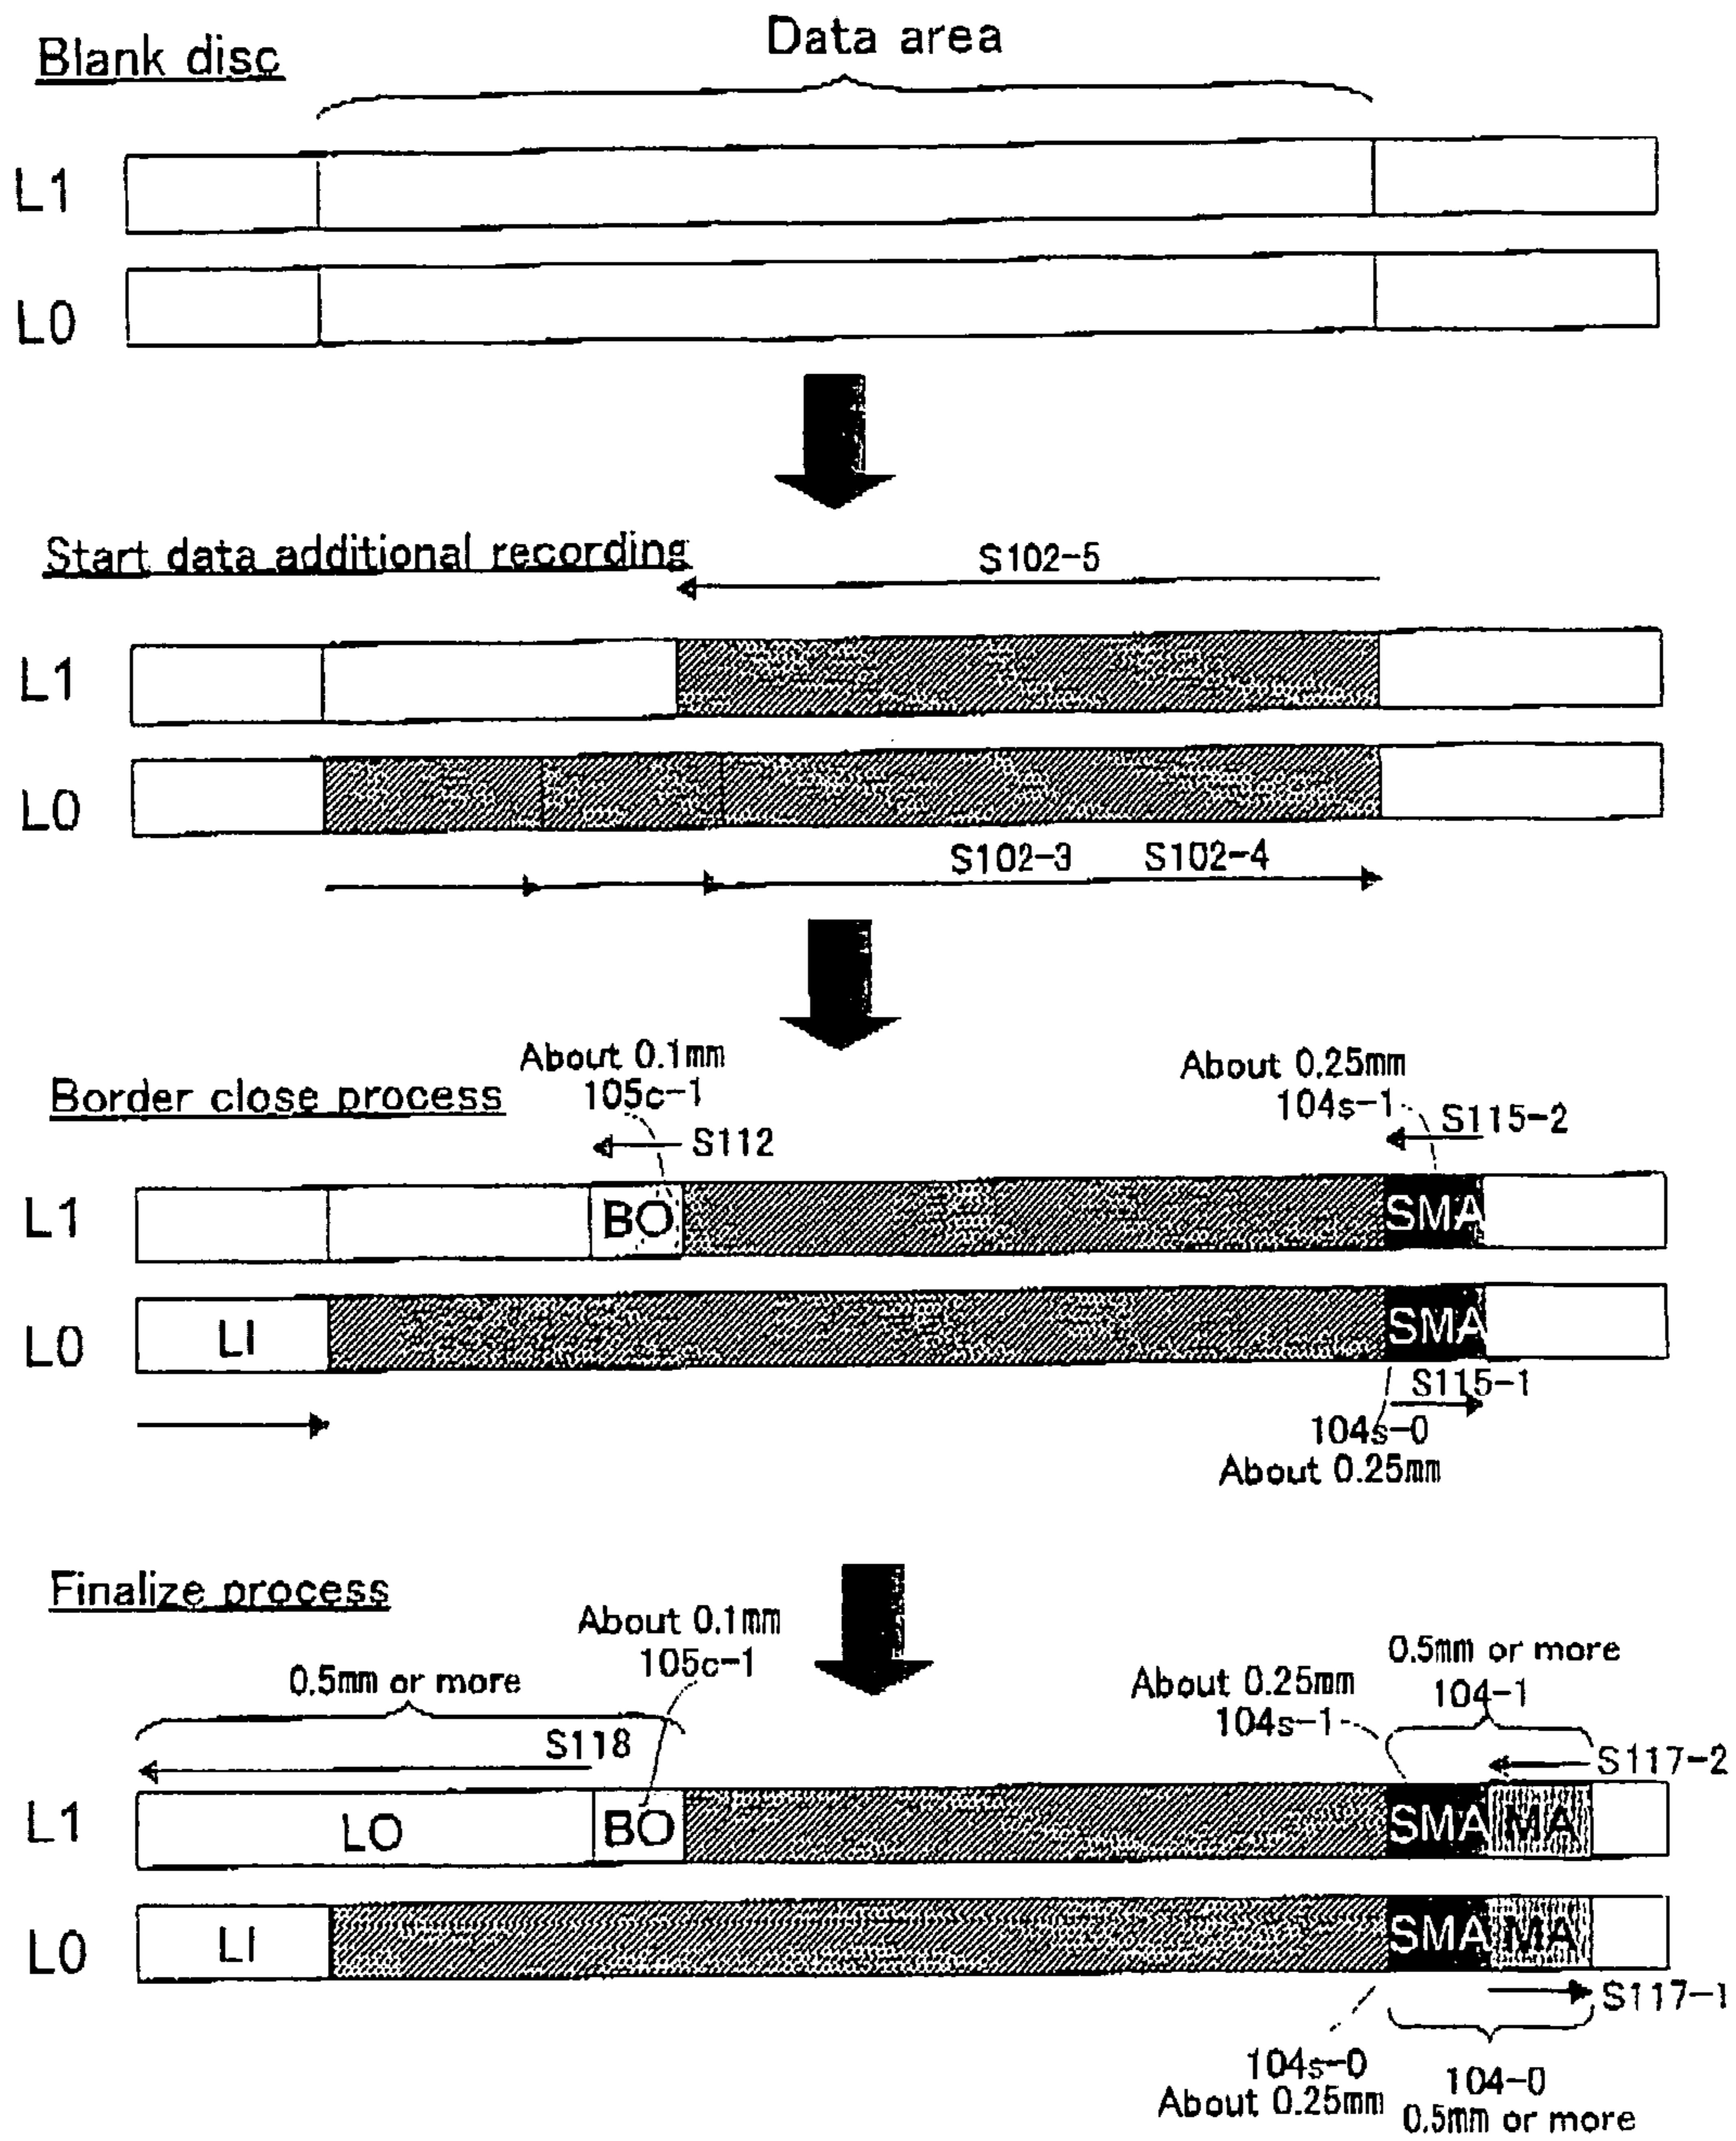 Blank disc
Data area
L1
L0
Start data additional recording
S102-5
L1
L0
S102-3
S102-4
Border close process
About 0.1mm
105c-1
S112
About 0.25mm
104s-1
S115-2
L1
BO
SMA
L0
LI
SMA
S115-1
104s-0
About 0.25mm
Finalize process
0.5mm or more
About 0.1mm
105c-1
S118
About 0.25mm
104s-1
0.5mm or more
104-1
S117-2
L1
LO
BO
SMA
MA
L0
LI
SMA
MA
S117-1
104s-0
About 0.25mm
104-0
0.5mm or more